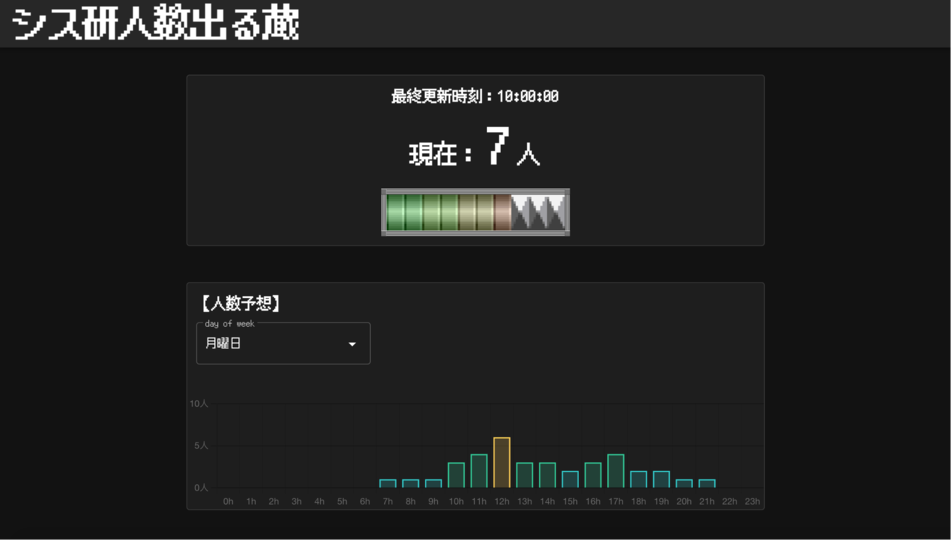 シス研人数出る蔵
最終更新時刻：10:00:00
現在：7人
【人数予想】
day of week
月曜日
10人
5人
0人
0h 1h 2h 3h 4h 5h 6h 7h 8h 9h 10h 11h 12h 13h 14h 15h 16h 17h 18h 19h 20h 21h 22h 23h